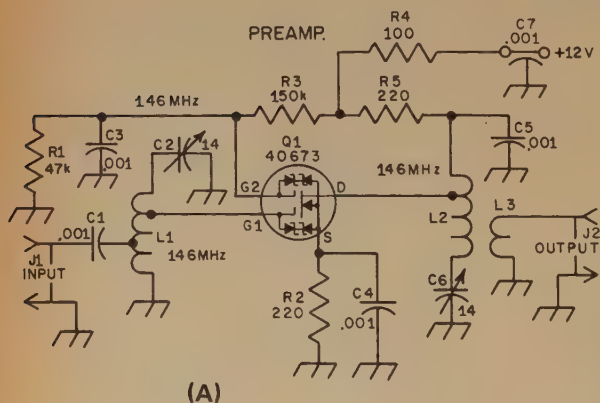 PREAMP.
R4
100
C7
.001
+12V
R3
150k
R5
220
146MHz
C3
.001
R1
47k
C2
14
Q1
40673
C5
.001
146MHz
G2
D
G1
S
L1
146MHz
C1
.001
J1
INPUT
L2
L3
J2
OUTPUT
C6
14
R2
220
C4
.001
(A)